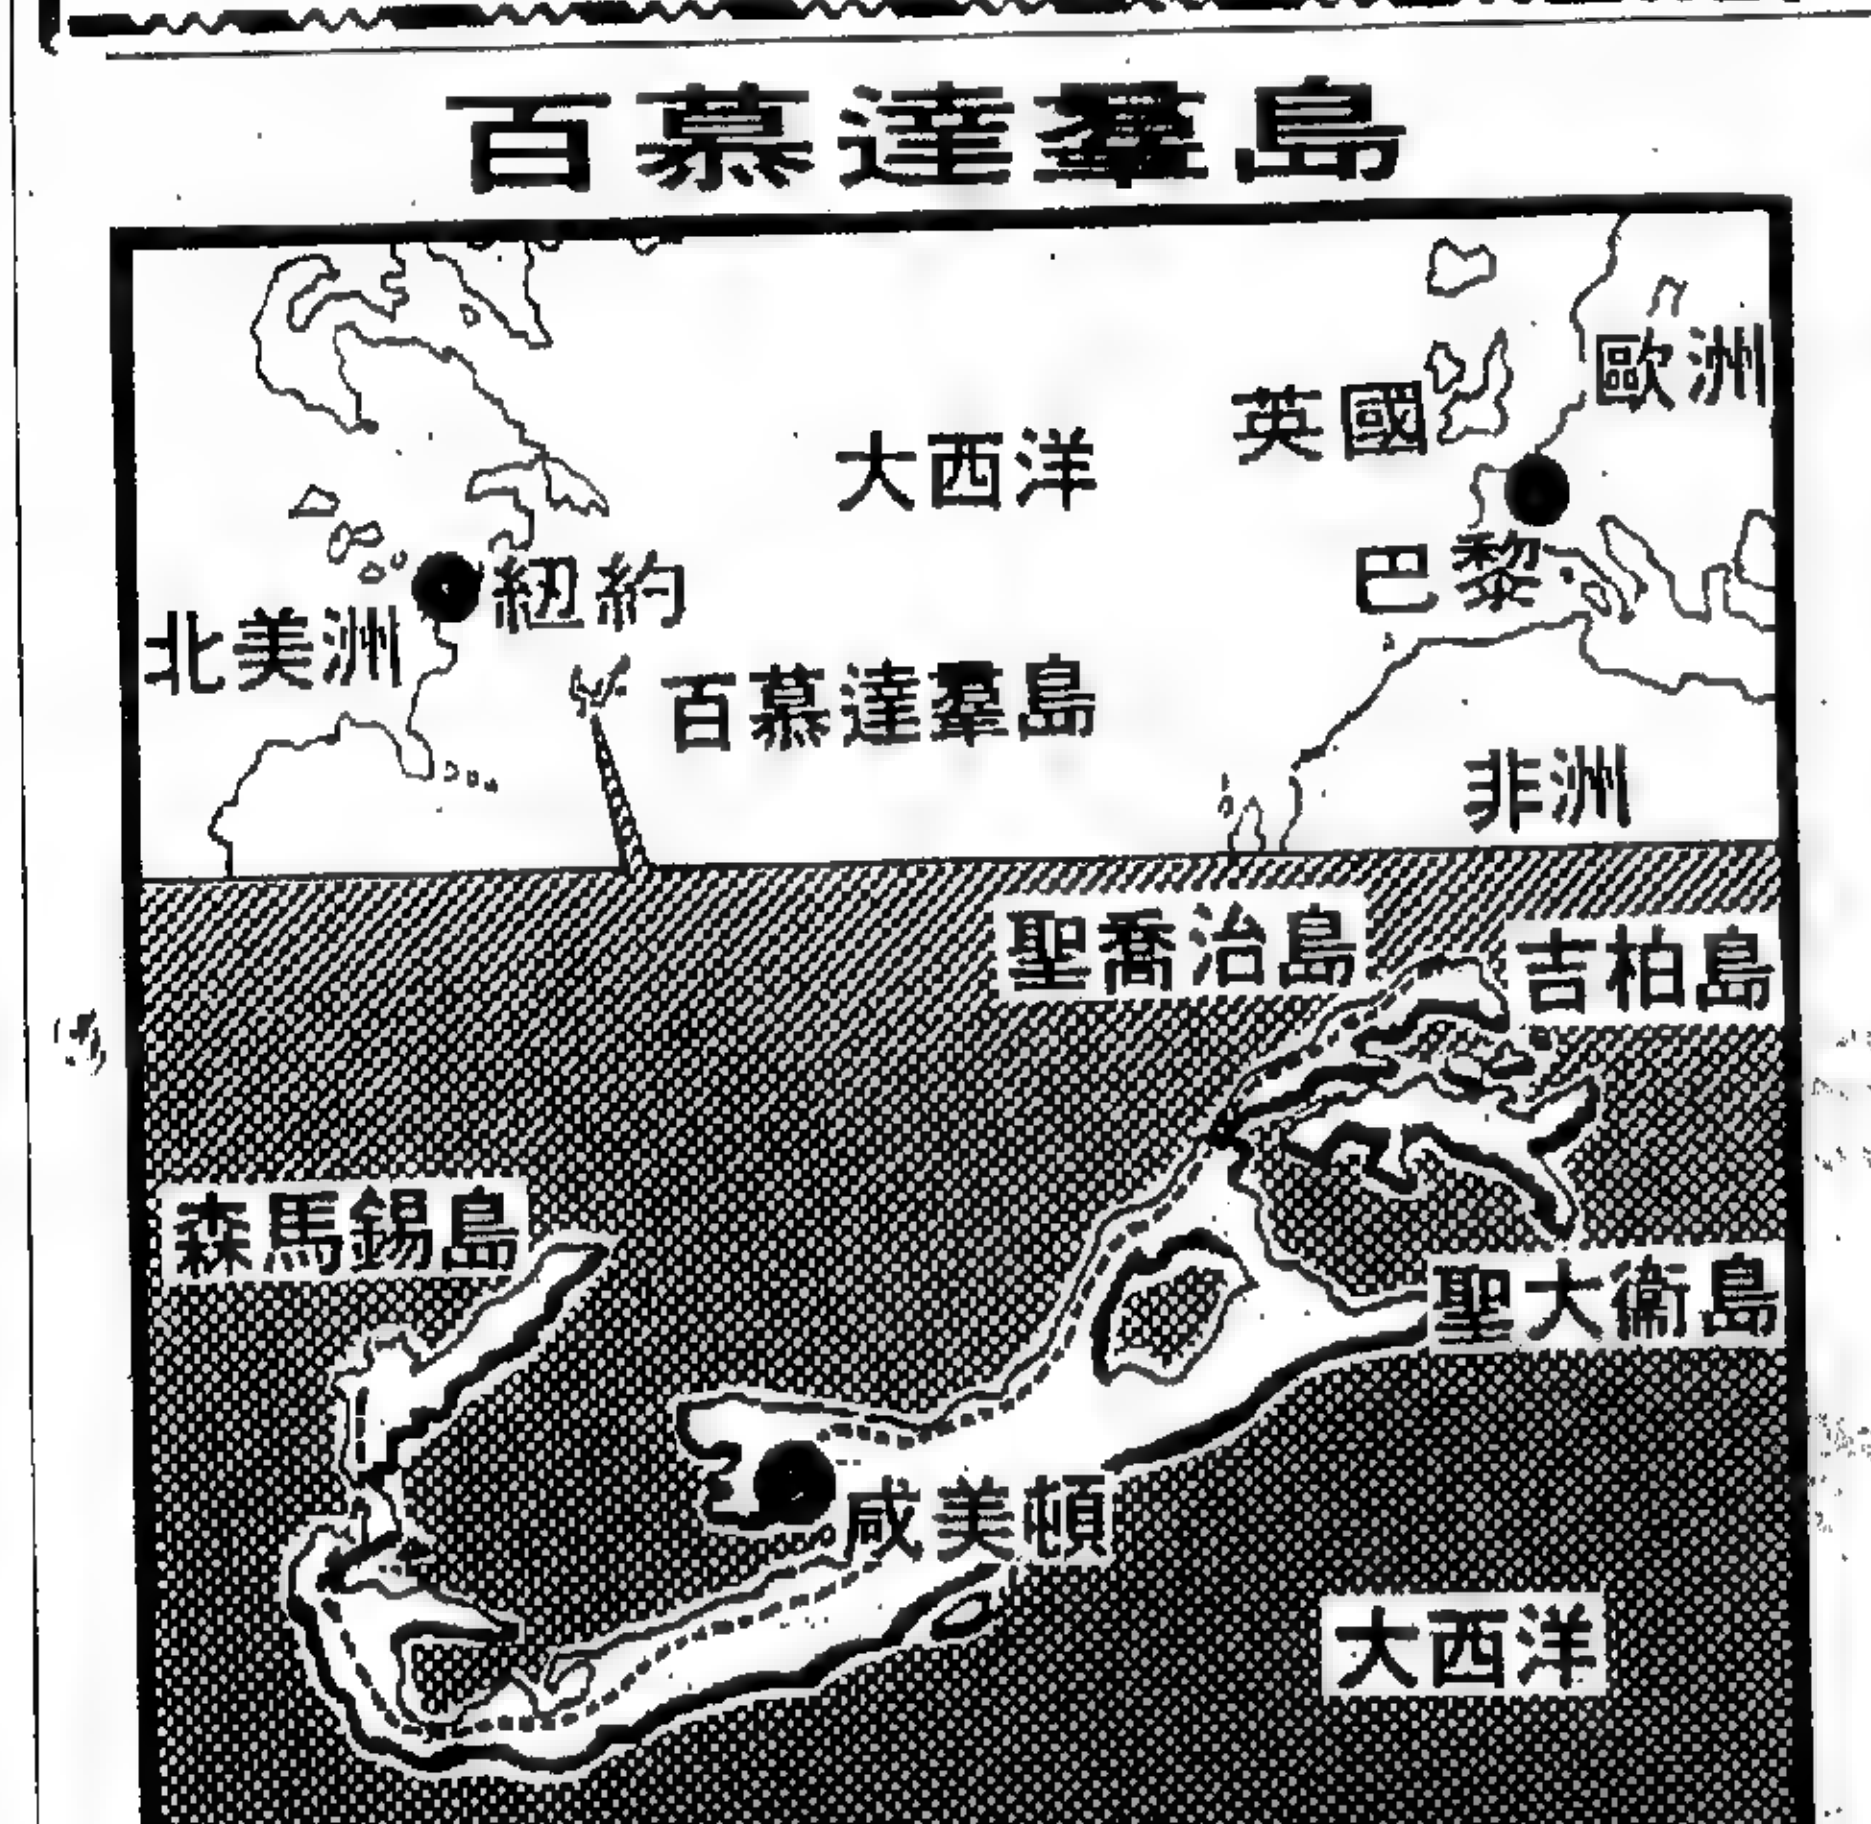 百慕達羣島
歐洲
英國
大西洋
巴黎
紐約
北美洲
百慕達羣島
非洲
聖喬治島
吉柏島
森馬錫島
聖大衞島
咸美頓
大西洋